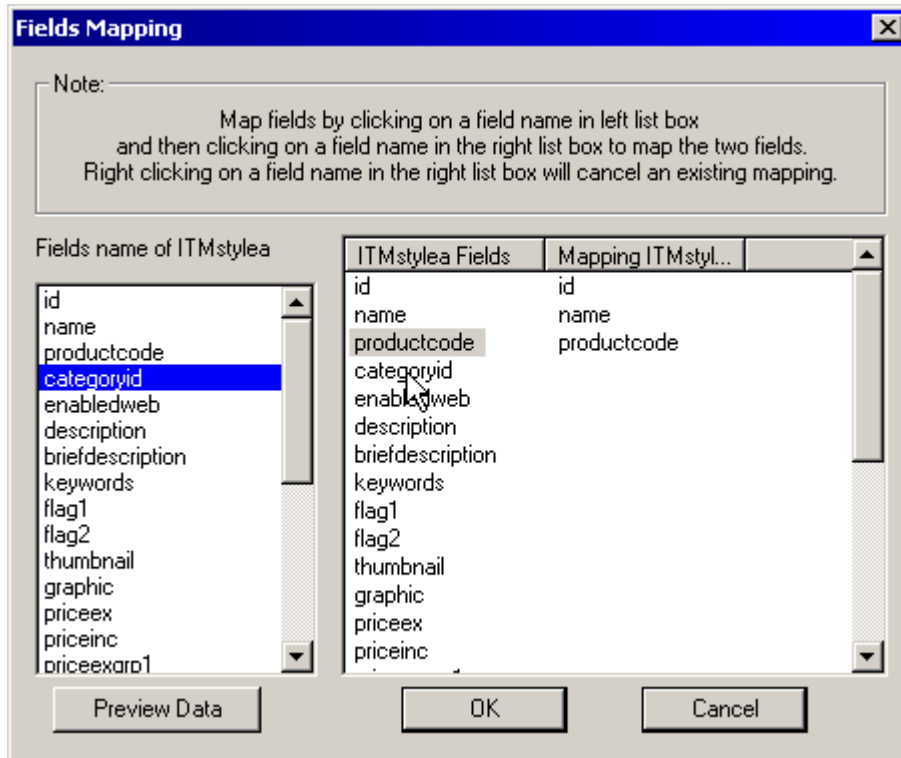 Fields Mapping
Note:
Map fields by clicking on a field name in left list box
and then clicking on a field name in the right list box to map the two fields.
Right clicking on a field name in the right list box will cancel an existing mapping.
Fields name of ITMstylea
id
name
productcode
categoryid
enabledweb
description
briefdescription
keywords
flag1
flag2
thumbnail
graphic
priceex
priceinc
priceexgrp1
ITMstylea Fields Mapping ITMstyl...
id id
name name
productcode productcode
categoryid
enabledweb
description
briefdescription
keywords
flag1
flag2
thumbnail
graphic
priceex
priceinc
Preview Data OK Cancel